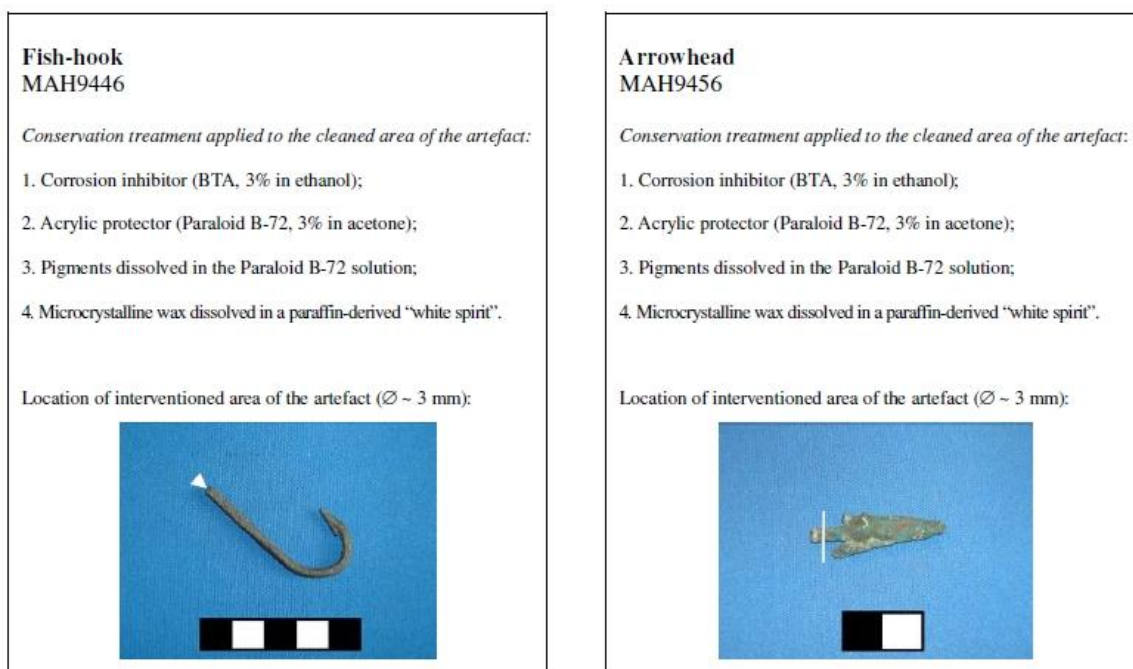 Fish-hook
MAH9446
Conservation treatment applied to the cleaned area of the artefact:
1. Corrosion inhibitor (BTA, 3% in ethanol);
2. Acrylic protector (Paraloid B-72, 3% in acetone);
3. Pigments dissolved in the Paraloid B-72 solution;
4. Microcrystalline wax dissolved in a paraffin-derived “white spirit”.
Location of interventioned area of the artefact (Ø ~ 3 mm):
Arrowhead
MAH9456
Conservation treatment applied to the cleaned area of the artefact:
1. Corrosion inhibitor (BTA, 3% in ethanol);
2. Acrylic protector (Paraloid B-72, 3% in acetone);
3. Pigments dissolved in the Paraloid B-72 solution;
4. Microcrystalline wax dissolved in a paraffin-derived “white spirit”.
Location of interventioned area of the artefact (Ø ~ 3 mm):